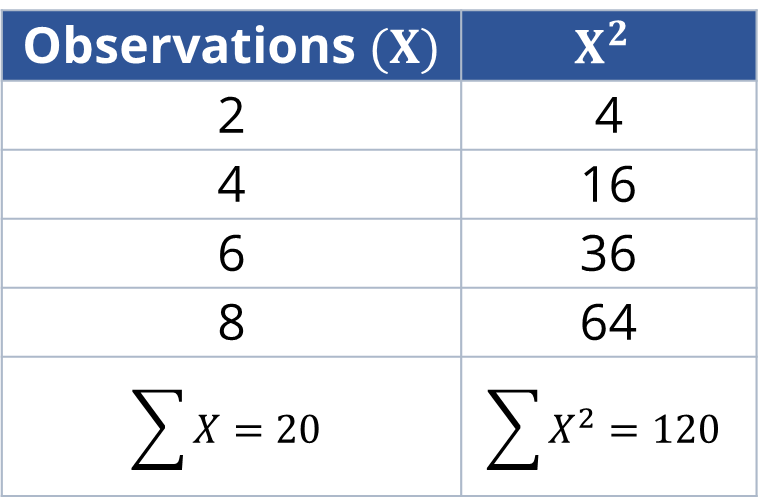 Observations (X) X²
2 4
4 16
6 36
8 64
∑ X = 20 ∑ X² = 120